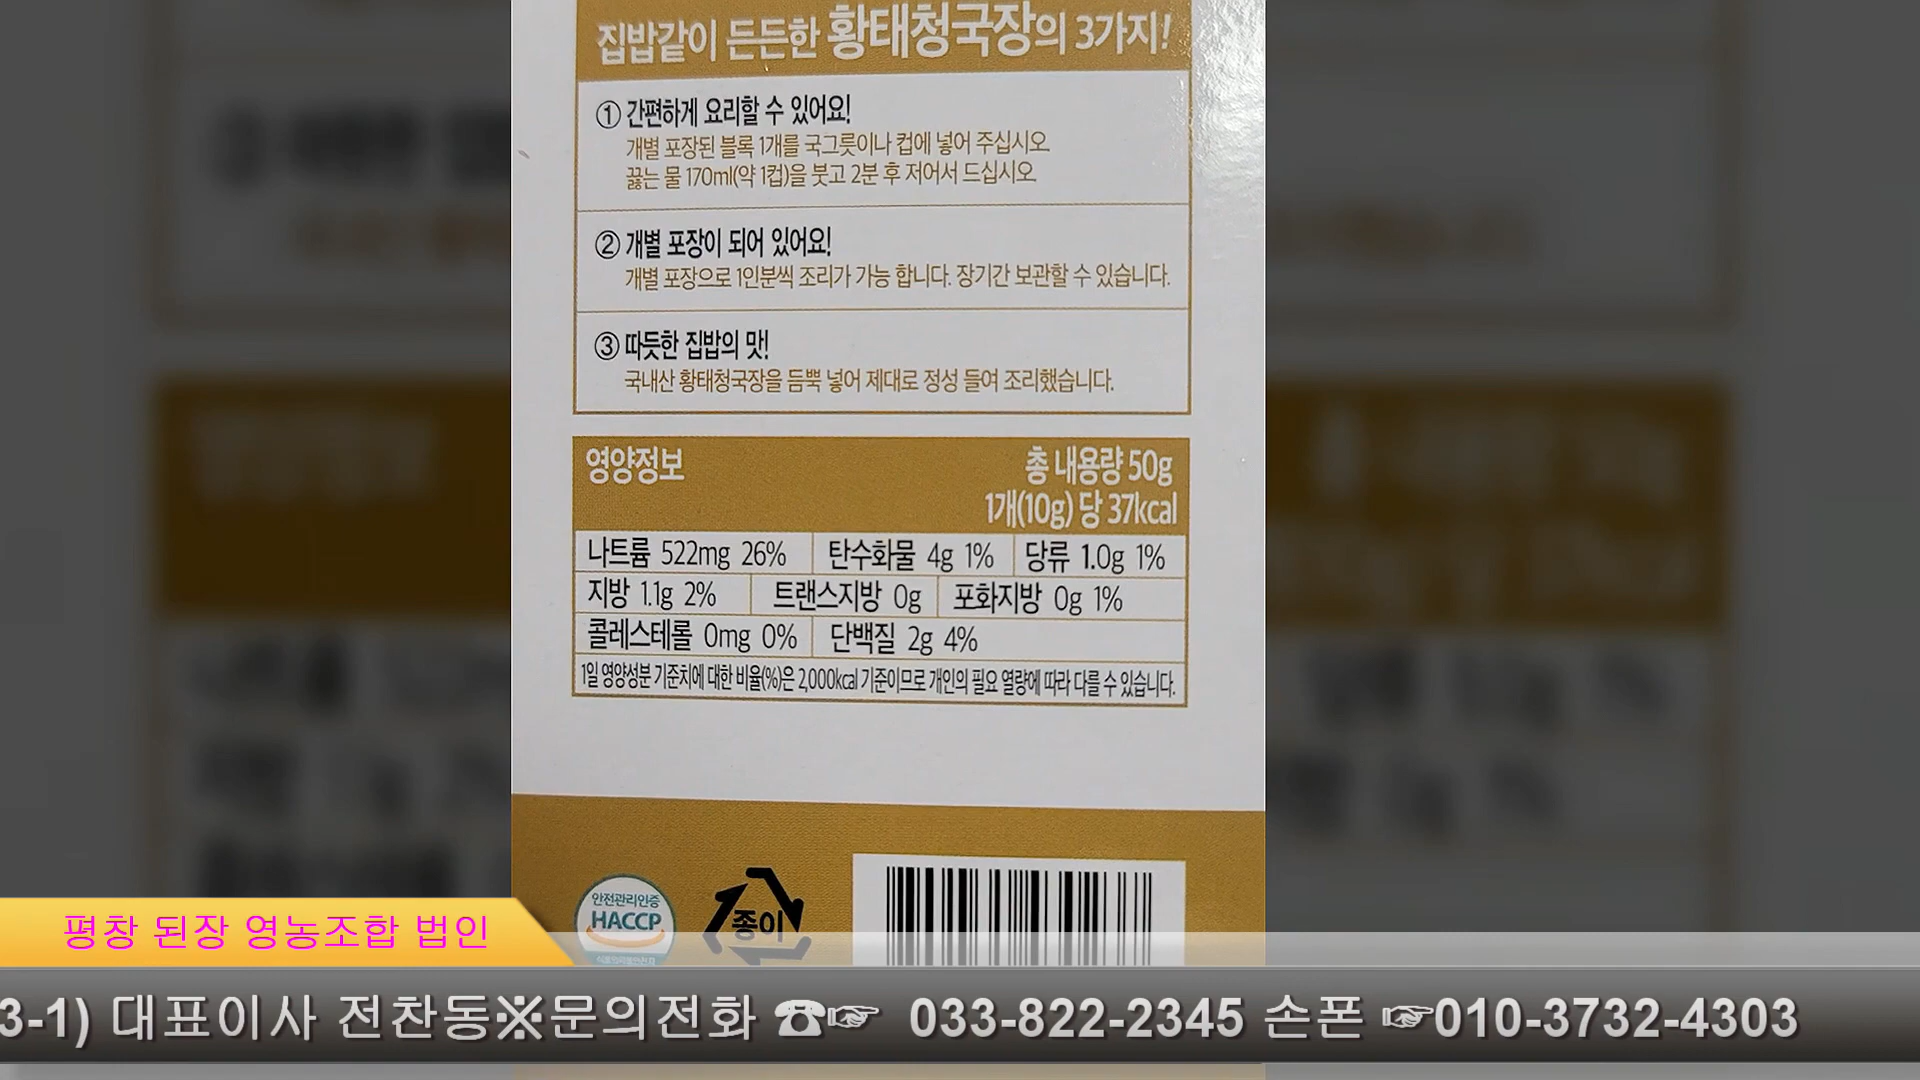 집밥같이 든든한 황태청국장의 3가지!
① 간편하게 요리할 수 있어요!
개별 포장된 블록 1개를 국그릇이나 컵에 넣어 주십시오.
끓는 물 170ml(약 1컵)을 붓고 2분 후 저어서 드십시오.
② 개별 포장이 되어 있어요!
개별 포장으로 1인분씩 조리가 가능 합니다. 장기간 보관할 수 있습니다.
③ 따듯한 집밥의 맛!
국내산 황태청국장을 듬뿍 넣어 제대로 정성 들여 조리했습니다.
영양정보 총 내용량 50g
1개(10g) 당 37kcal
나트륨 522mg 26% 탄수화물 4g 1% 당류 1.0g 1%
지방 1.1g 2% 트랜스지방 0g 포화지방 0g 1%
콜레스테롤 0mg 0% 단백질 2g 4%
1일 영양성분 기준치에 대한 비율(%)은 2,000kcal 기준이므로 개인의 필요 열량에 따라 다를 수 있습니다.
안전관리인증
HACCP
종이
평창 된장 영농조합 법인
3-1) 대표이사 전찬동※문의전화 ☎☞ 033-822-2345 손폰 ☞010-3732-4303